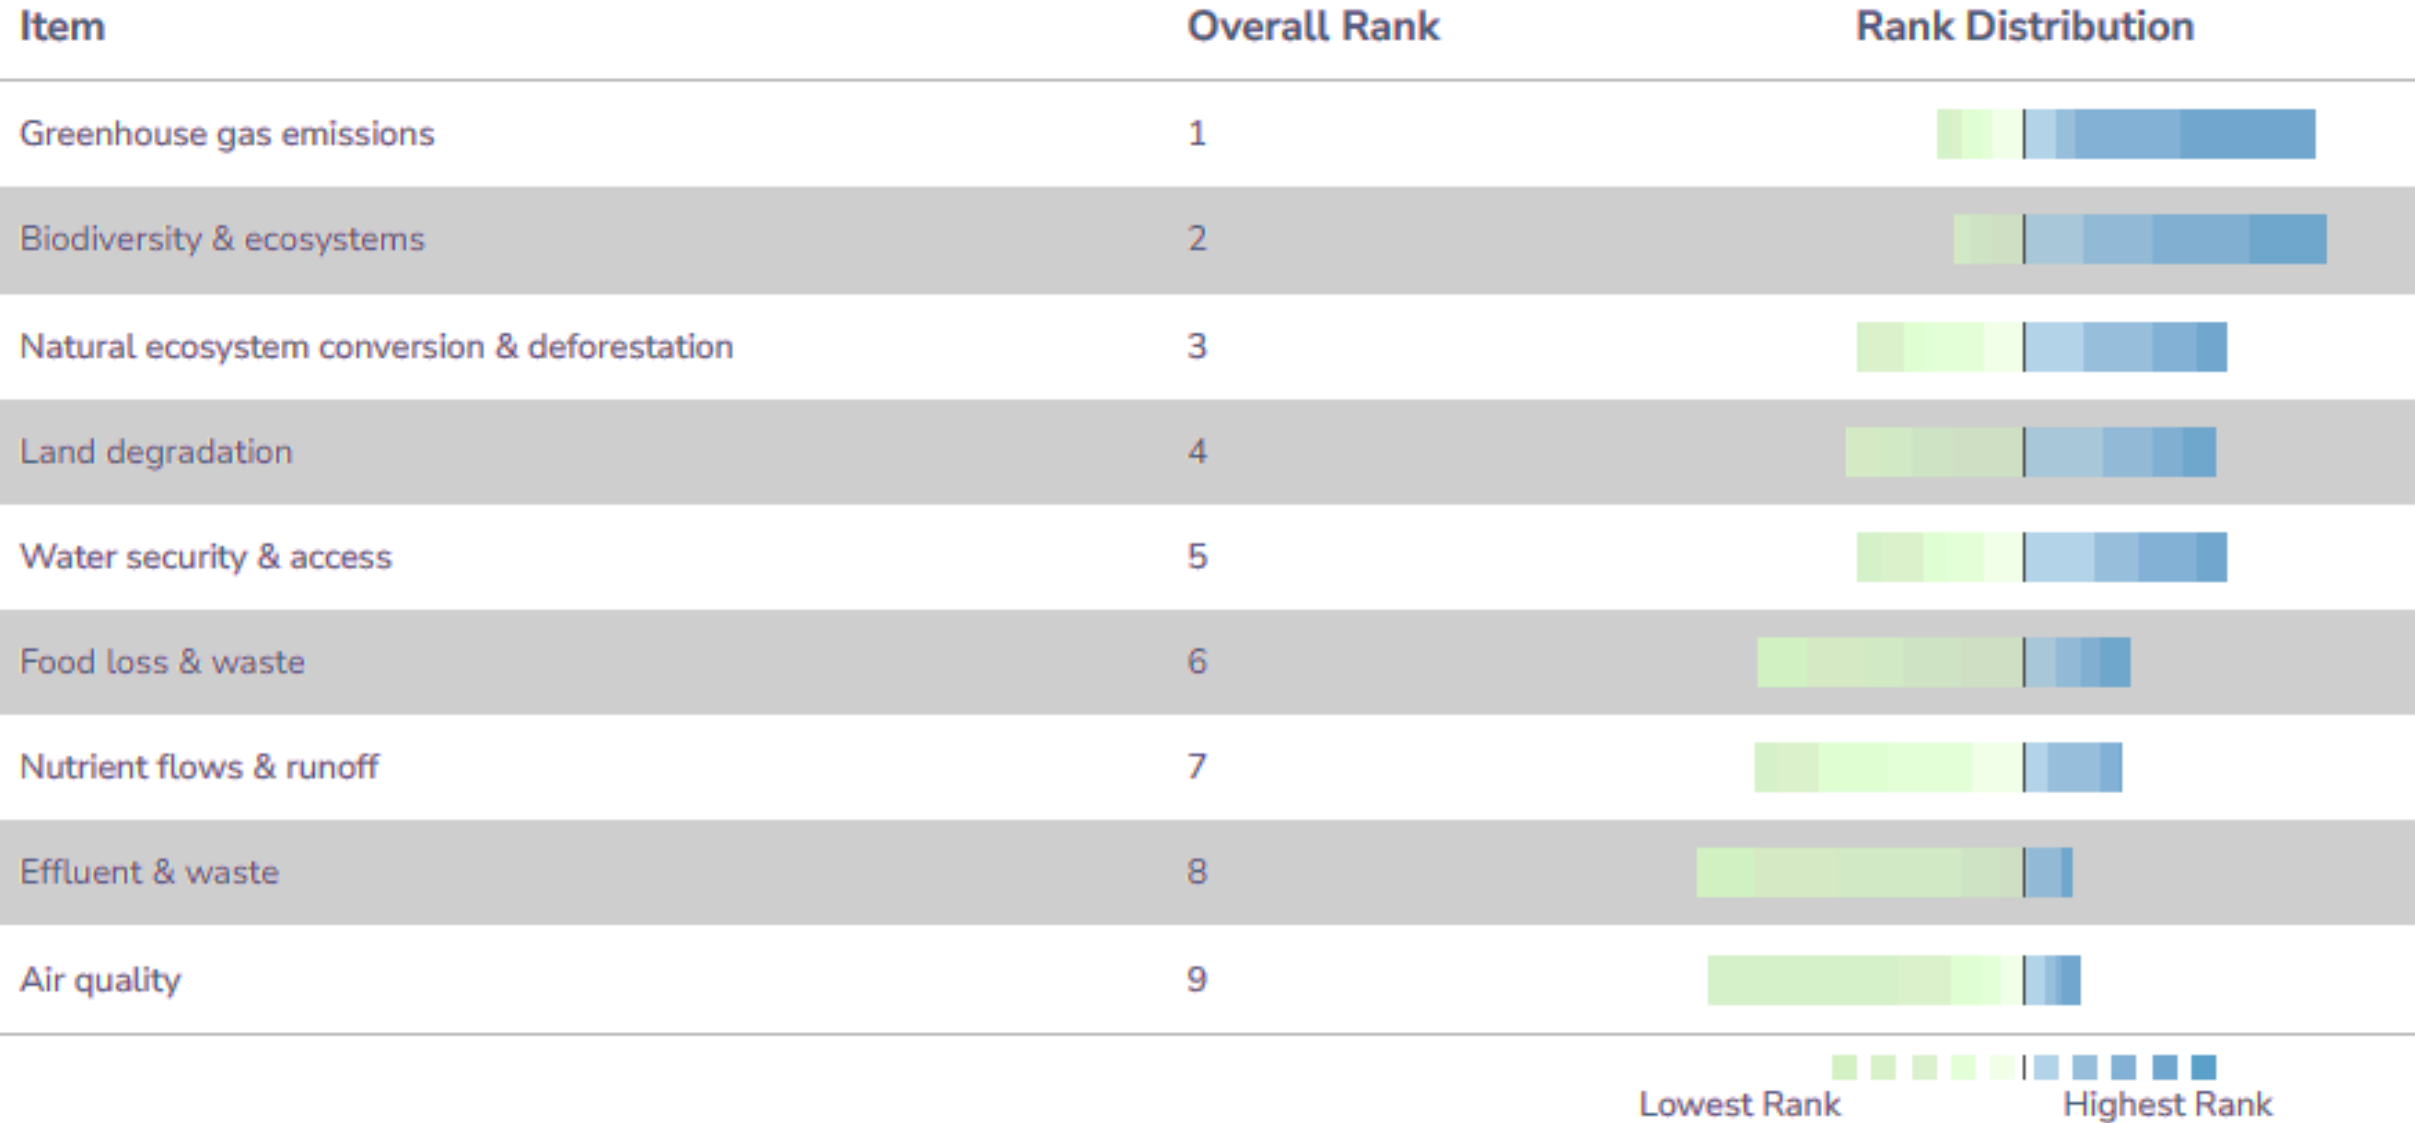 Item Overall Rank Rank Distribution
Greenhouse gas emissions 1
Biodiversity & ecosystems 2
Natural ecosystem conversion & deforestation 3
Land degradation 4
Water security & access 5
Food loss & waste 6
Nutrient flows & runoff 7
Effluent & waste 8
Air quality 9
Lowest Rank Highest Rank